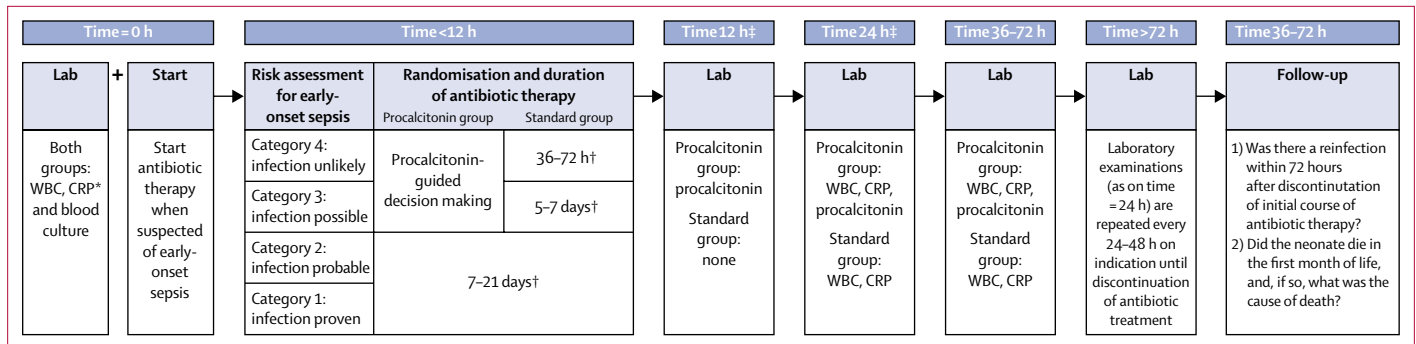 Time=0 h
Time<12 h
Time 12 h‡
Time 24 h‡
Time 36–72 h
Time>72 h
Time 36–72 h
Lab
+
Start
Both
groups:
WBC, CRP*
and blood
culture
Start
antibiotic
therapy
when
suspected
of early-
onset
sepsis
Risk assessment
for early-
onset sepsis
Randomisation and duration
of antibiotic therapy
Procalcitonin group
Standard group
Category 4:
infection unlikely
Category 3:
infection possible
Category 2:
infection probable
Category 1:
infection proven
Procalcitonin-
guided
decision making
36–72 h†
5–7 days†
7–21 days†
Lab
Procalcitonin
group:
procalcitonin
Standard
group:
none
Lab
Procalcitonin
group:
WBC, CRP,
procalcitonin
Standard
group:
WBC, CRP
Lab
Procalcitonin
group:
WBC, CRP,
procalcitonin
Standard
group:
WBC, CRP
Lab
Laboratory
examinations
(as on time
=24 h) are
repeated every
24–48 h on
indication until
discontinuation
of antibiotic
treatment
Follow-up
1) Was there a reinfection
within 72 hours
after discontinutation
of initial course of
antibiotic therapy?
2) Did the neonate die in
the first month of life,
and, if so, what was the
cause of death?